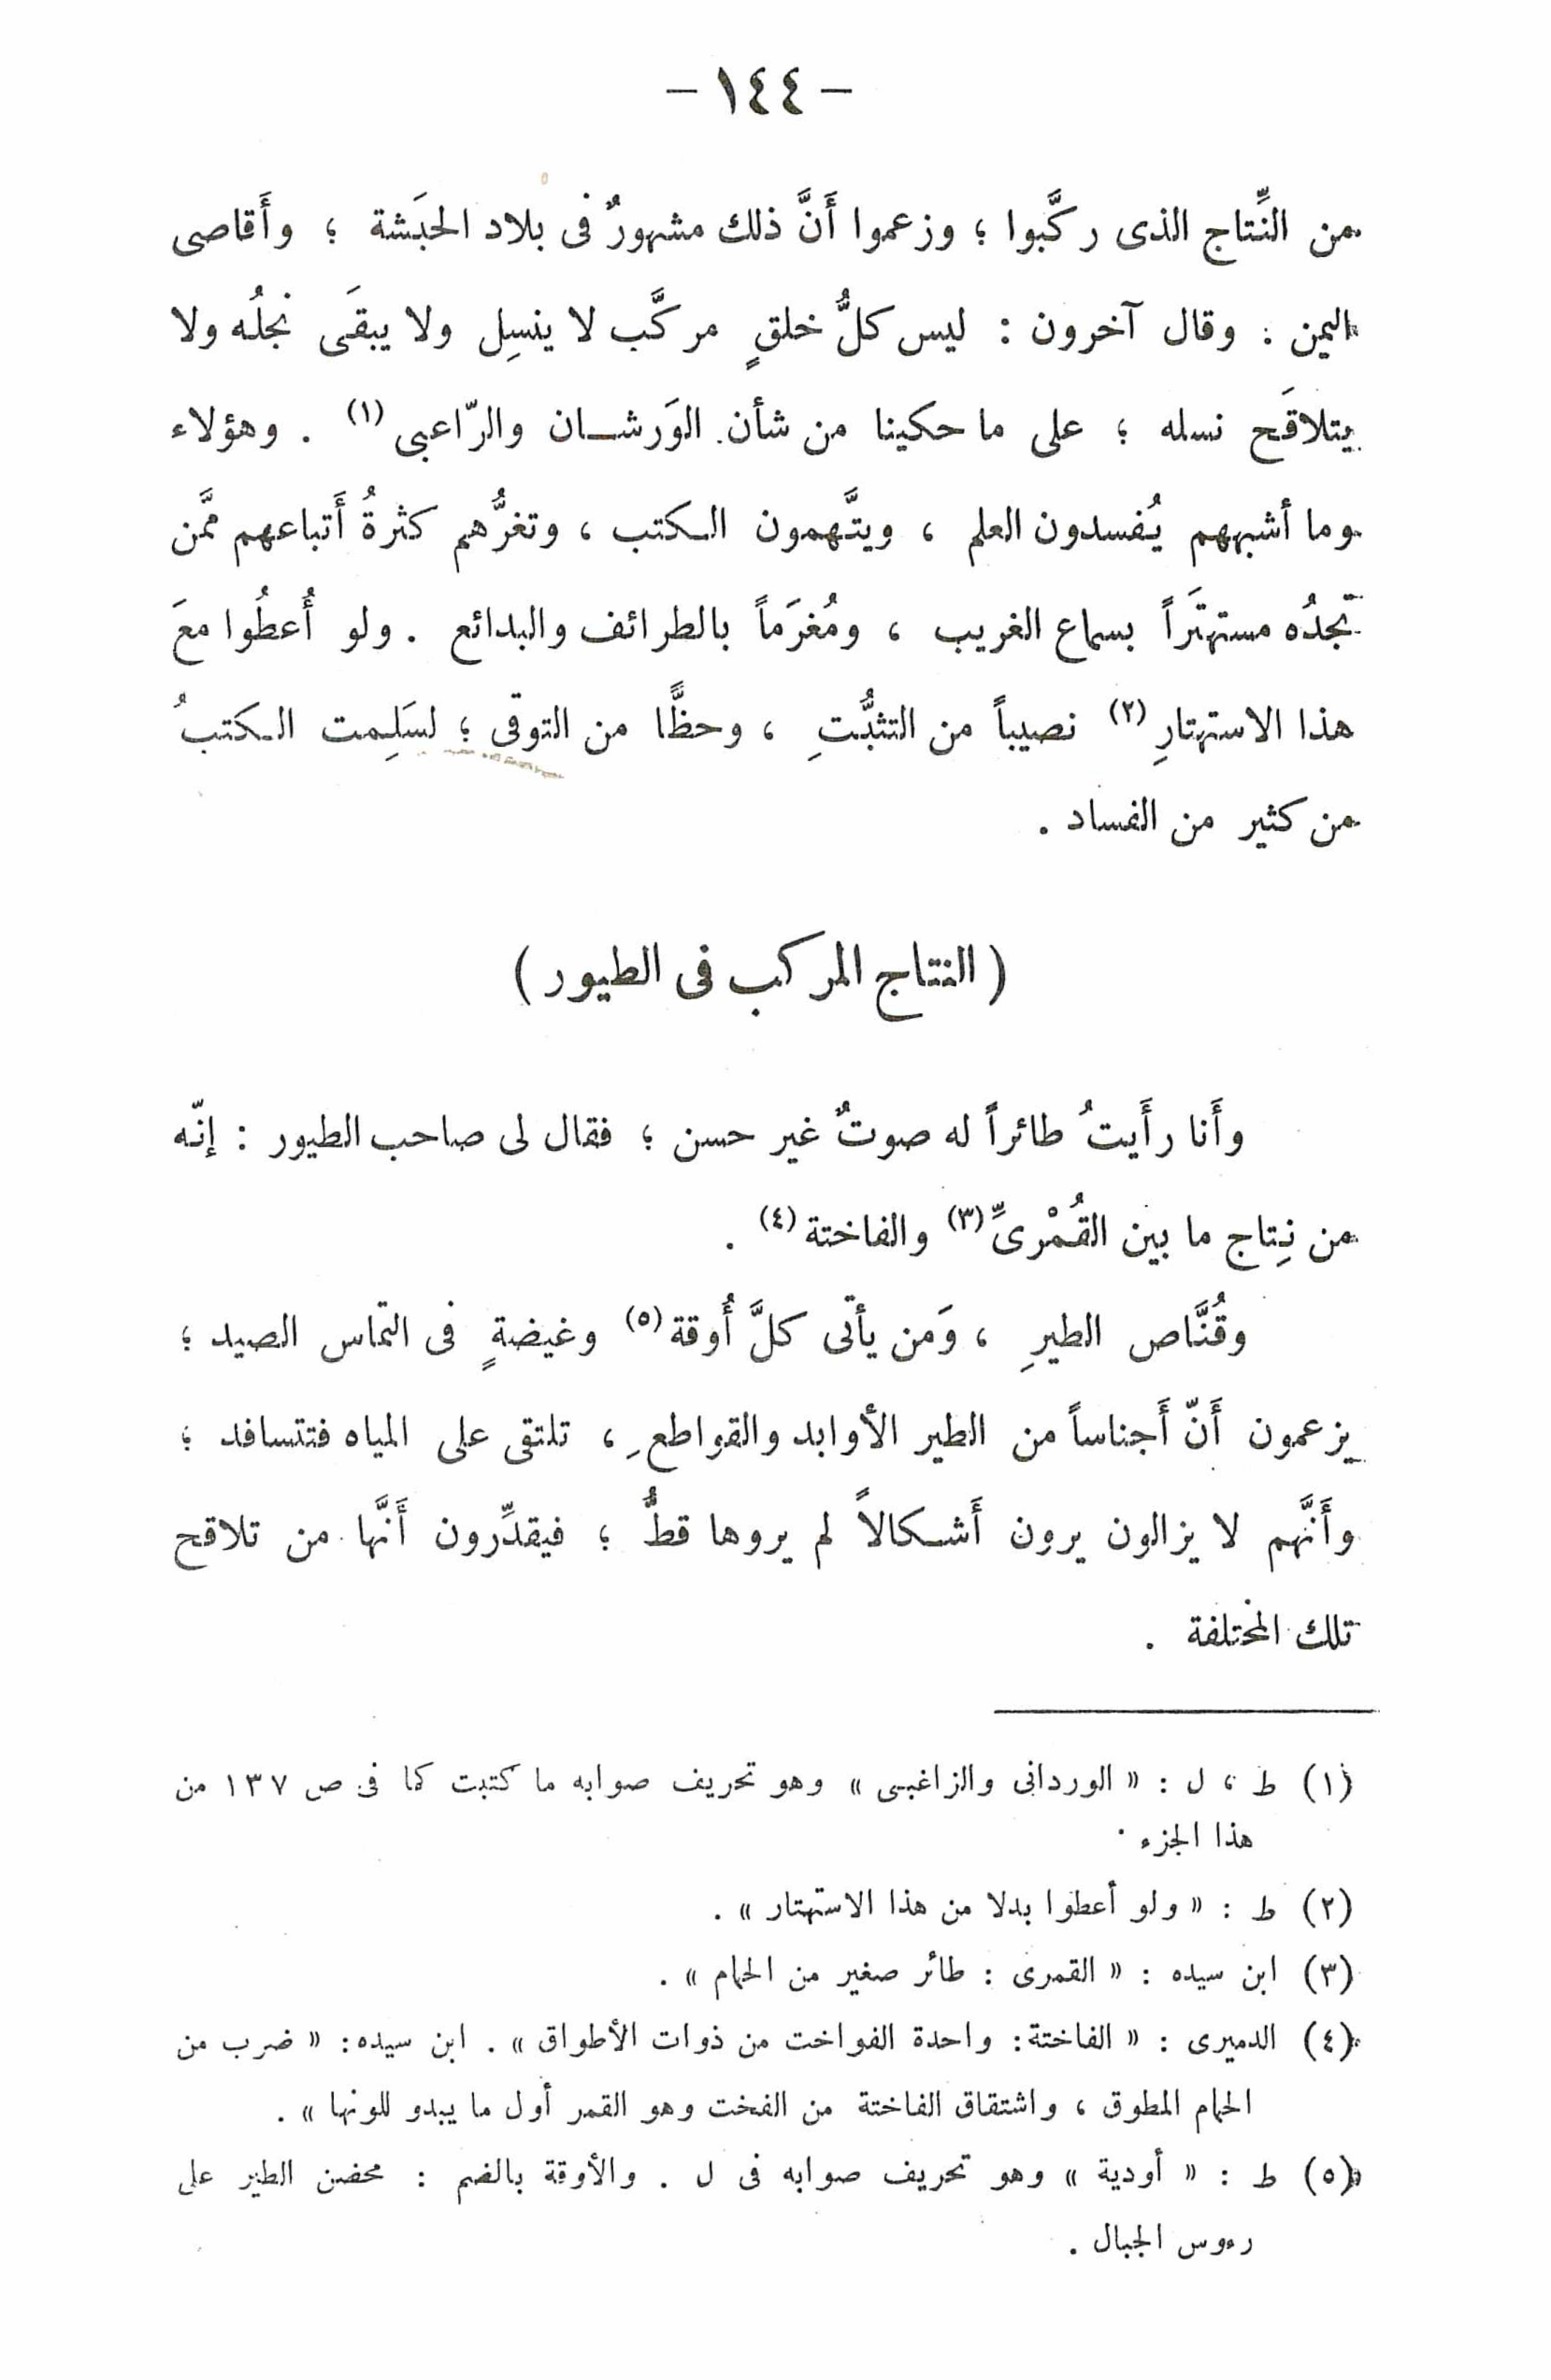 — ١٤٤ —
من النِّتاج الذى ركَّبوا ؛ وزعموا أَنَّ ذلك مشهورٌ فى بلاد الحبَشة ؛ وأَقاصى
اليمن . وقال آخرون : ليس كلُّ خلقٍ مركَّب لا ينسِل ولا يبقَى نجلُه ولا
يتلاقَح نسله ؛ على ما حكينا من شأن الوَرشــان والرّاعبى (١) . وهؤلاء
وما أشبههم يُفسدون العلم ، ويتَّهمون الكتب ، وتغرُّهم كثرةُ أَتباعهم ممَّن
تجدُه مستهتَراً بسماع الغريب ، ومُغرَماً بالطرائف والبدائع . ولو أُعطُوا معَ
هذا الاستهتارِ (٢) نصيباً من التثبُّتِ ، وحظًّا من التوقى ؛ لسَلِمت الكتبُ
من كثير من الفساد .
( النتاج المركب فى الطيور )
وأَنا رأَيتُ طائراً له صوتٌ غير حسن ؛ فقال لى صاحب الطيور : إنّه
من نِتاج ما بين القُمْرىِّ (٣) والفاختة (٤) .
وقُنَّاص الطيرِ ، وَمن يأتى كلَّ أُوقة (٥) وغيضةٍ فى التماس الصيد ؛
يزعمون أَنّ أَجناساً من الطير الأوابد والقواطعِ ، تلتقى على المياه فتتسافد ؛
وأَنَّهم لا يزالون يرون أَشكالاً لم يروها قطُّ ؛ فيقدِّرون أَنَّها من تلاقح
تلك المختلفة .
(١) ط ، ل : « الوردانى والزاغبى » وهو تحريف صوابه ما كتبت كما فى ص ١٣٧ من
هذا الجزء .
(٢) ط : « ولو أعطوا بدلا من هذا الاستهتار » .
(٣) ابن سيده : « القمرى : طائر صغير من الحمام » .
(٤) الدميرى : « الفاختة : واحدة الفواخت من ذوات الأطواق » . ابن سيده : « ضرب من
الحمام المطوق ، واشتقاق الفاختة من الفخت وهو القمر أول ما يبدو للونها » .
(٥) ط : « أودية » وهو تحريف صوابه فى ل . والأوقة بالضم : محضن الطير على
رءوس الجبال .